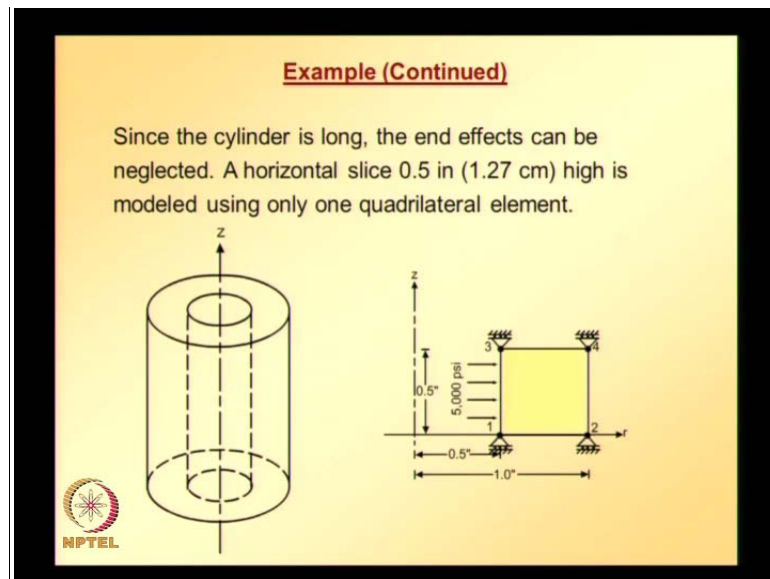 Example (Continued)
Since the cylinder is long, the end effects can be
neglected. A horizontal slice 0.5 in (1.27 cm) high is
modeled using only one quadrilateral element.
z
z
3
4
0.5"
5,000 psi
1
2
r
0.5"
1.0"
NPTEL